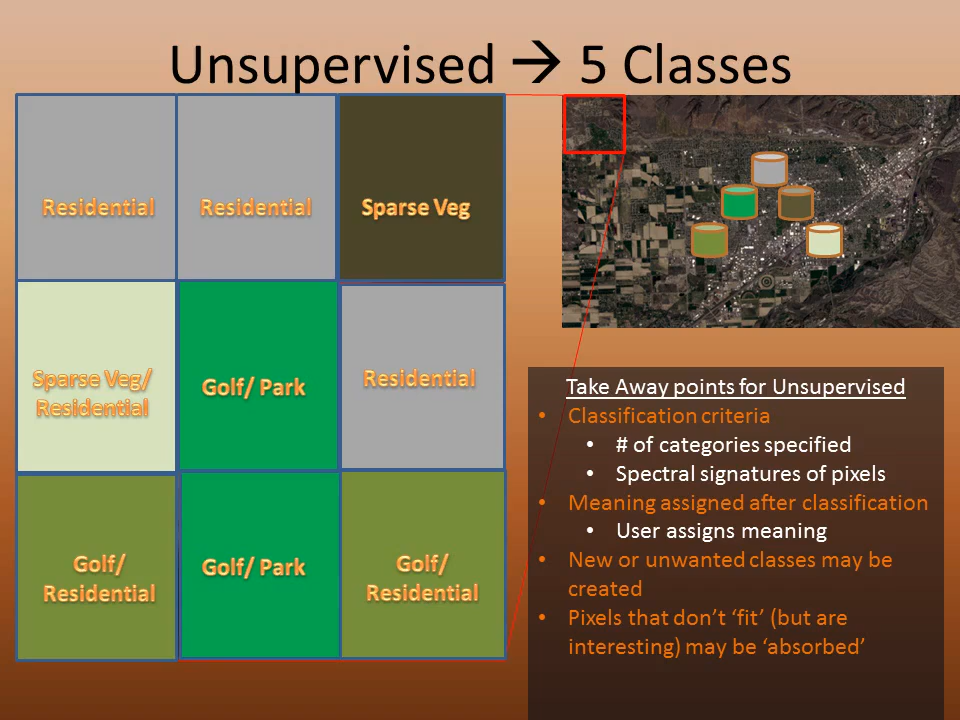 Unsupervised → 5 Classes
Residential
Residential
Sparse Veg
Sparse Veg/
Residential
Golf/ Park
Residential
Golf/
Residential
Golf/ Park
Golf/
Residential
Take Away points for Unsupervised
• Classification criteria
• # of categories specified
• Spectral signatures of pixels
• Meaning assigned after classification
• User assigns meaning
• New or unwanted classes may be
created
• Pixels that don’t ‘fit’ (but are
interesting) may be ‘absorbed’